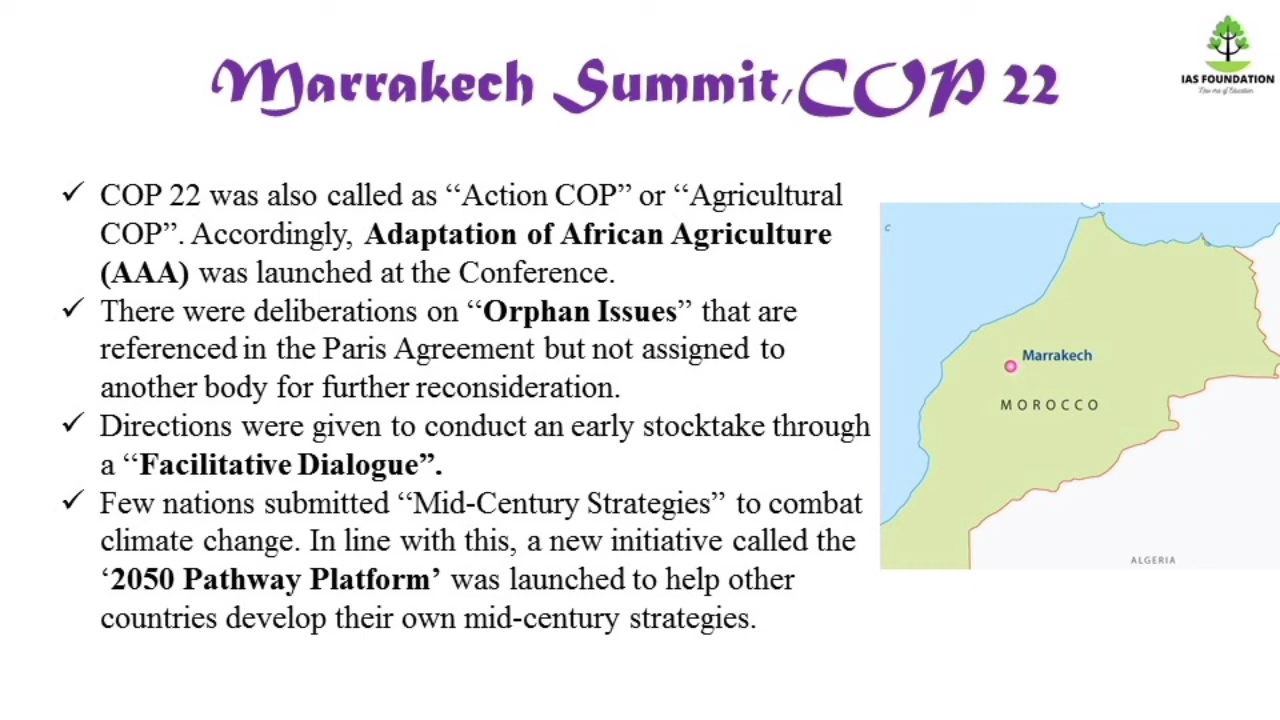 Marrakech Summit, COP 22
IAS FOUNDATION
✓ COP 22 was also called as “Action COP” or “Agricultural
COP”. Accordingly, Adaptation of African Agriculture
(AAA) was launched at the Conference.
✓ There were deliberations on “Orphan Issues” that are
referenced in the Paris Agreement but not assigned to
another body for further reconsideration.
✓ Directions were given to conduct an early stocktake through
a “Facilitative Dialogue”.
✓ Few nations submitted “Mid-Century Strategies” to combat
climate change. In line with this, a new initiative called the
‘2050 Pathway Platform’ was launched to help other
countries develop their own mid-century strategies.
C
Marrakech
MOROCCO
ALGERIA